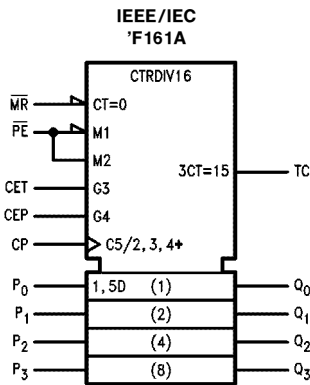 IEEE/IEC
'F161A
CTRDIV16
MR CT=0
PE M1
M2
3CT=15 TC
CET G3
CEP G4
CP C5/2,3,4+
P0 1,5D (1) Q0
P1 (2) Q1
P2 (4) Q2
P3 (8) Q3